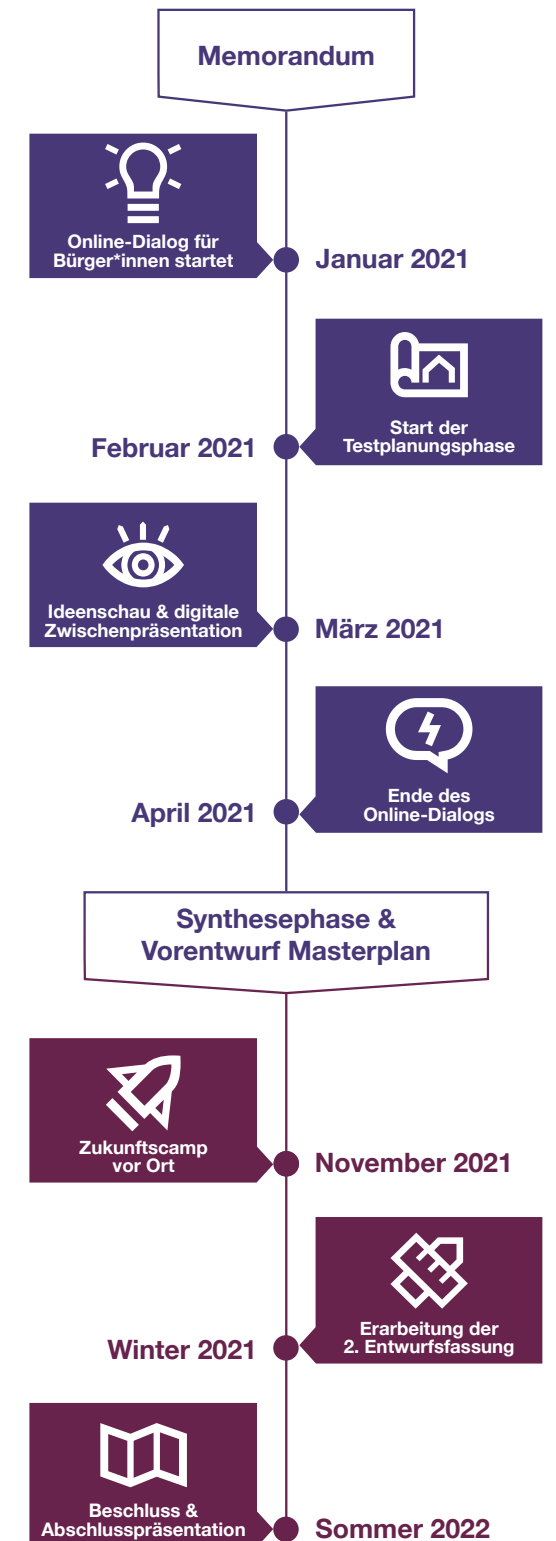 Memorandum
Online-Dialog für
Bürger*innen startet
Januar 2021
Start der
Testplanungsphase
Februar 2021
Ideenschau & digitale
Zwischenpräsentation
März 2021
Ende des
Online-Dialogs
April 2021
Synthesephase &
Vorentwurf Masterplan
Zukunftscamp
vor Ort
November 2021
Erarbeitung der
2. Entwurfsfassung
Winter 2021
Beschluss &
Abschlusspräsentation
Sommer 2022